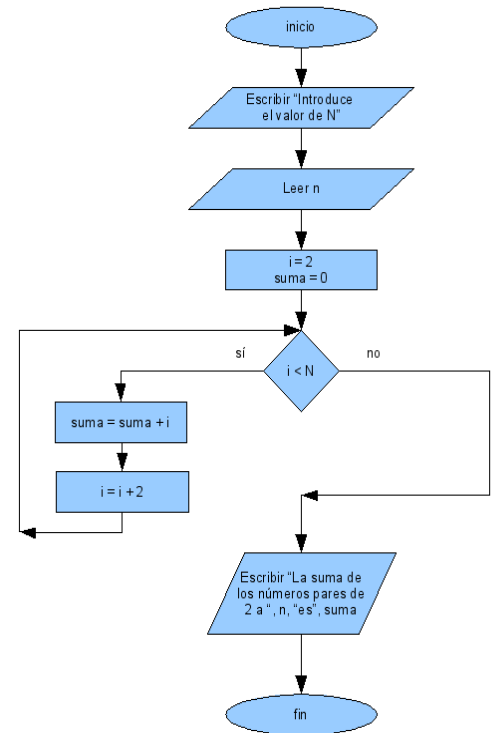 inicio
Escribir “Introduce
el valor de N”
Leer n
i = 2
suma = 0
sí
no
i < N
suma = suma + i
i = i + 2
Escribir “La suma de
los números pares de
2 a “, n, “es”, suma
fin